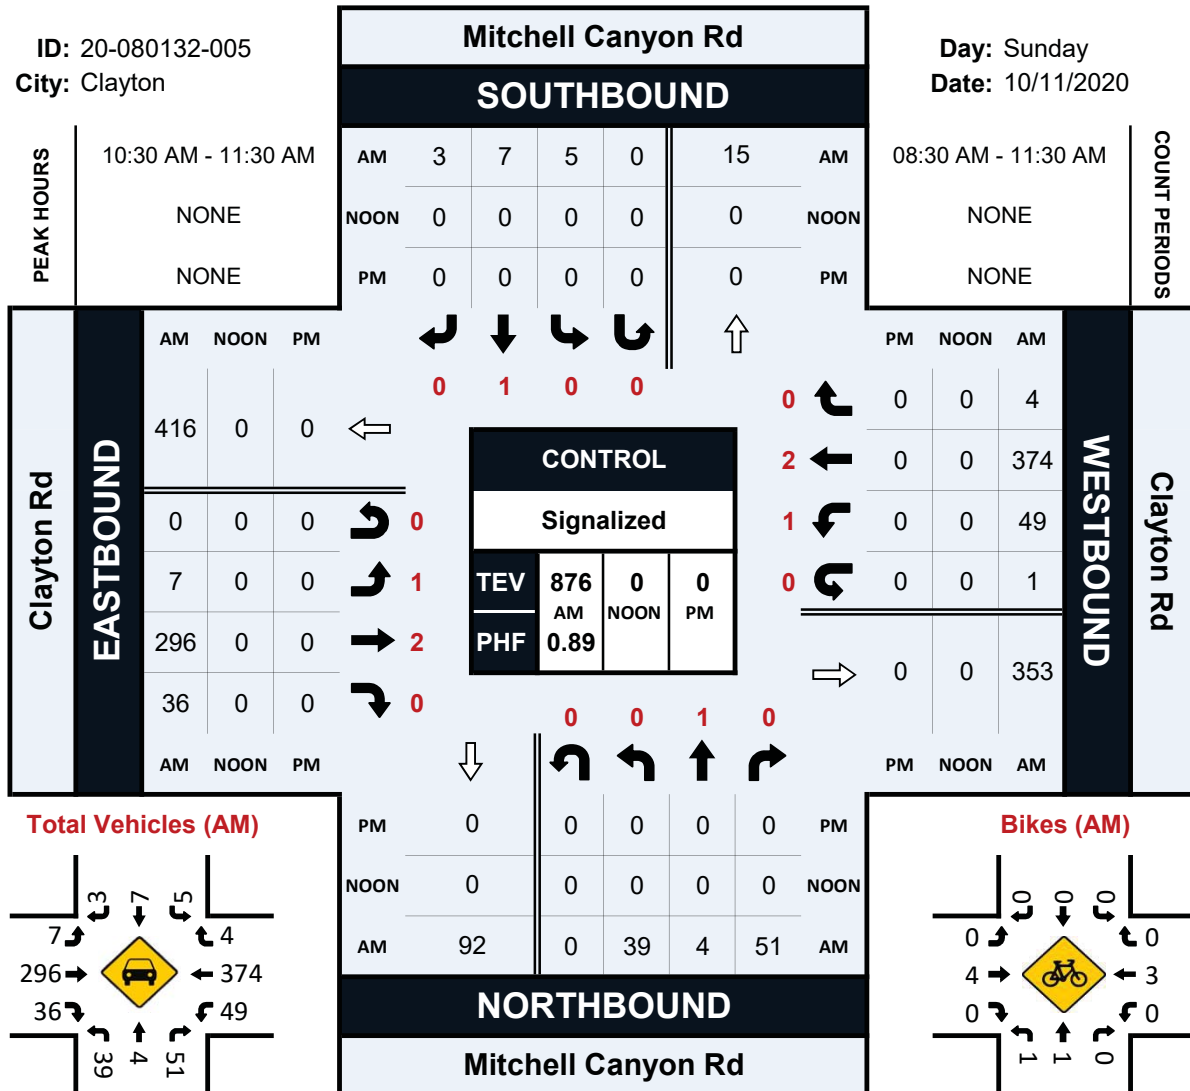 ID: 20-080132-005
City: Clayton
Mitchell Canyon Rd
SOUTHBOUND
Day: Sunday
Date: 10/11/2020
PEAK HOURS
10:30 AM - 11:30 AM
NONE
NONE
AM 3 7 5 0 15 AM
NOON 0 0 0 0 0 NOON
PM 0 0 0 0 0 PM
08:30 AM - 11:30 AM
NONE
NONE
COUNT PERIODS
0 1 0 0
Clayton Rd
EASTBOUND
AM NOON PM
416 0 0
0 0 0 0
7 0 0 1
296 0 0 2
36 0 0 0
AM NOON PM
CONTROL
Signalized
TEV 876 0 0
AM NOON PM
PHF 0.89
PM NOON AM
0 0 0 4
2 0 0 374
1 0 0 49
0 0 0 1
0 0 353
PM NOON AM
WESTBOUND
Clayton Rd
0 0 1 0
PM 0 0 0 0 0 PM
NOON 0 0 0 0 0 NOON
AM 92 0 39 4 51 AM
NORTHBOUND
Mitchell Canyon Rd
Total Vehicles (AM)
3 7 5
7 4
296 374
36 49
39 4 51
Bikes (AM)
0 0 0
0 0
4 3
0 0
1 1 0